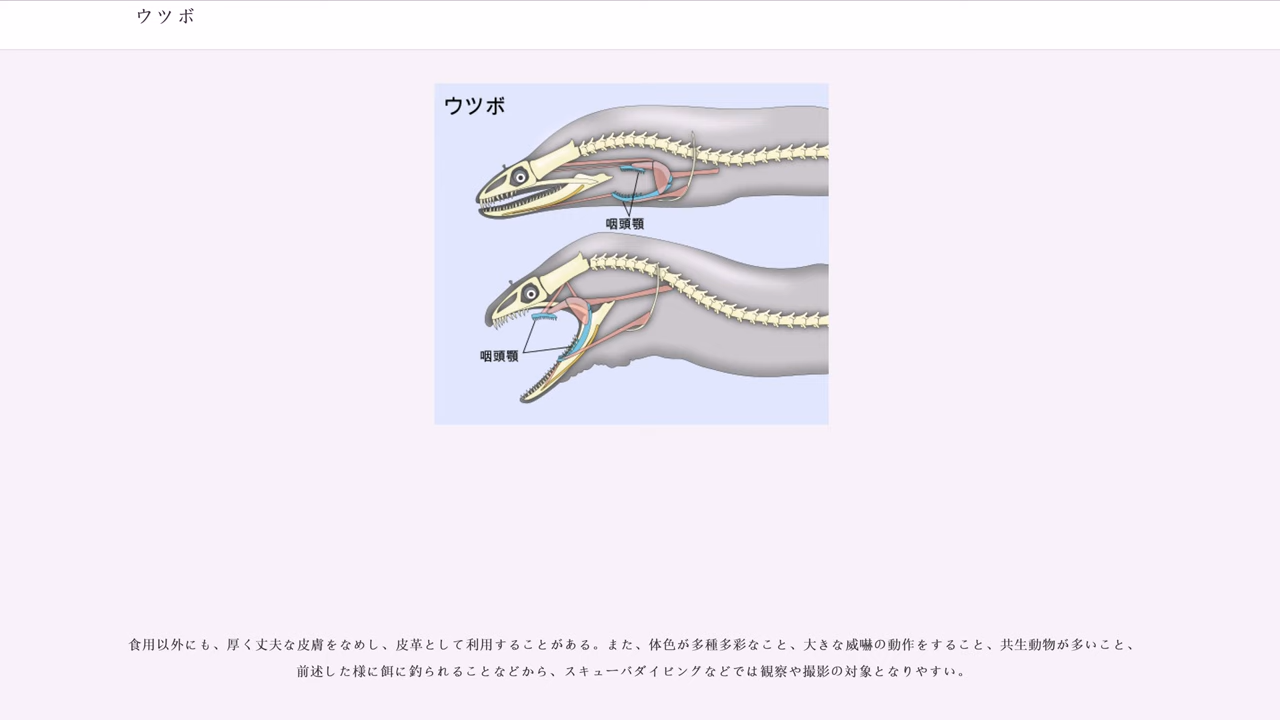 ウツボ
ウツボ
咽頭顎
咽頭顎
食用以外にも、厚く丈夫な皮膚をなめし、皮革として利用することがある。また、体色が多種多彩なこと、大きな威嚇の動作をすること、共生動物が多いこと、
前述した様に餌に釣られることなどから、スキューバダイビングなどでは観察や撮影の対象となりやすい。